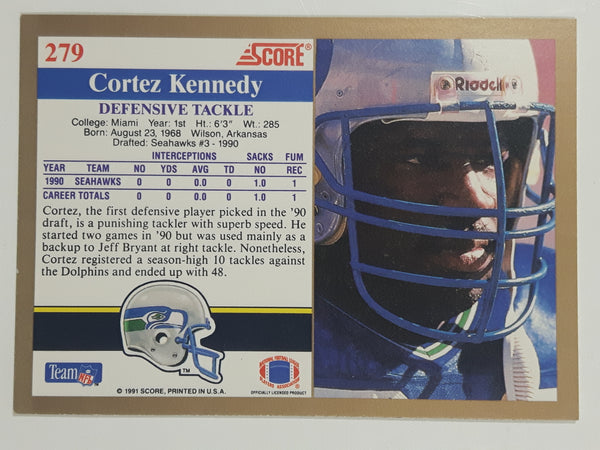 279
SCORE®
Cortez Kennedy
DEFENSIVE TACKLE
College: Miami Year: 1st Ht.: 6'3" Wt.: 285
Born: August 23, 1968 Wilson, Arkansas
Drafted: Seahawks #3 - 1990
INTERCEPTIONS SACKS FUM
YEAR TEAM NO YDS AVG TD NO REC
1990 SEAHAWKS 0 0 0.0 0 1.0 1
CAREER TOTALS 0 0 0.0 0 1.0 1
Cortez, the first defensive player picked in the '90
draft, is a punishing tackler with superb speed. He
started two games in '90 but was used mainly as a
backup to Jeff Bryant at right tackle. Nonetheless,
Cortez registered a season-high 10 tackles against
the Dolphins and ended up with 48.
Team NFL
TM
© 1991 SCORE, PRINTED IN U.S.A.
NATIONAL FOOTBALL LEAGUE
PLAYERS ASSOCIATION
OFFICIALLY LICENSED PRODUCT
Riddell